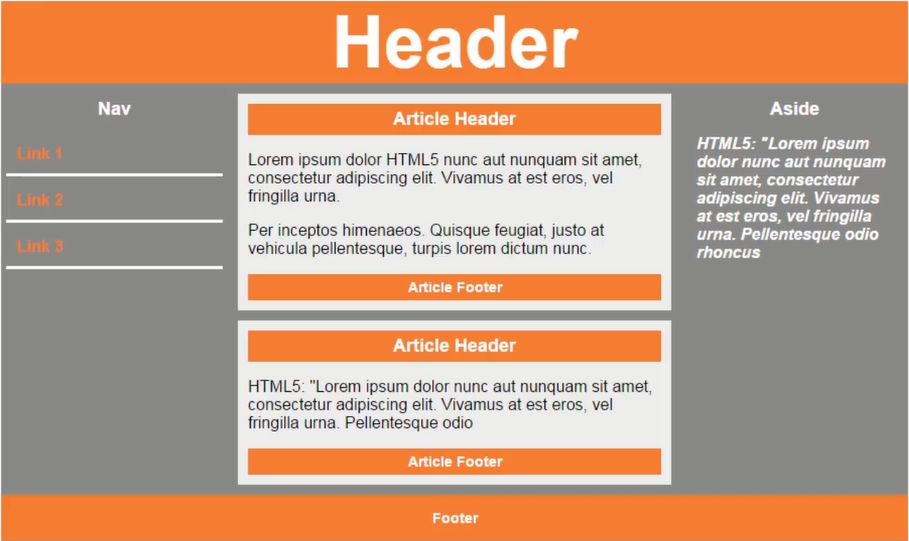 Header
Nav
Link 1
Link 2
Link 3
Article Header
Lorem ipsum dolor HTML5 nunc aut nunquam sit amet,
consectetur adipiscing elit. Vivamus at est eros, vel
fringilla urna.
Per inceptos himenaeos. Quisque feugiat, justo at
vehicula pellentesque, turpis lorem dictum nunc.
Article Footer
Article Header
HTML5: "Lorem ipsum dolor nunc aut nunquam sit amet,
consectetur adipiscing elit. Vivamus at est eros, vel
fringilla urna. Pellentesque odio
Article Footer
Aside
HTML5: "Lorem ipsum
dolor nunc aut nunquam
sit amet, consectetur
adipiscing elit. Vivamus
at est eros, vel fringilla
urna. Pellentesque odio
rhoncus
Footer